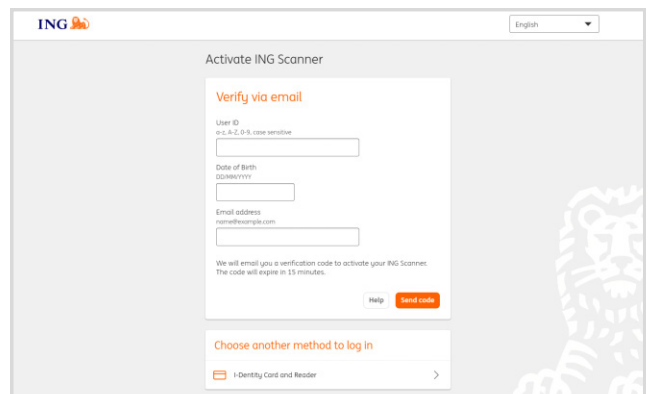 ING
English
Activate ING Scanner
Verify via email
User ID
a-z, A-Z, 0-9, case sensitive
Date of Birth
DD/MM/YYYY
Email address
name@example.com
We will email you a verification code to activate your ING Scanner.
The code will expire in 15 minutes.
Help
Send code
Choose another method to log in
I-Dentity Card and Reader